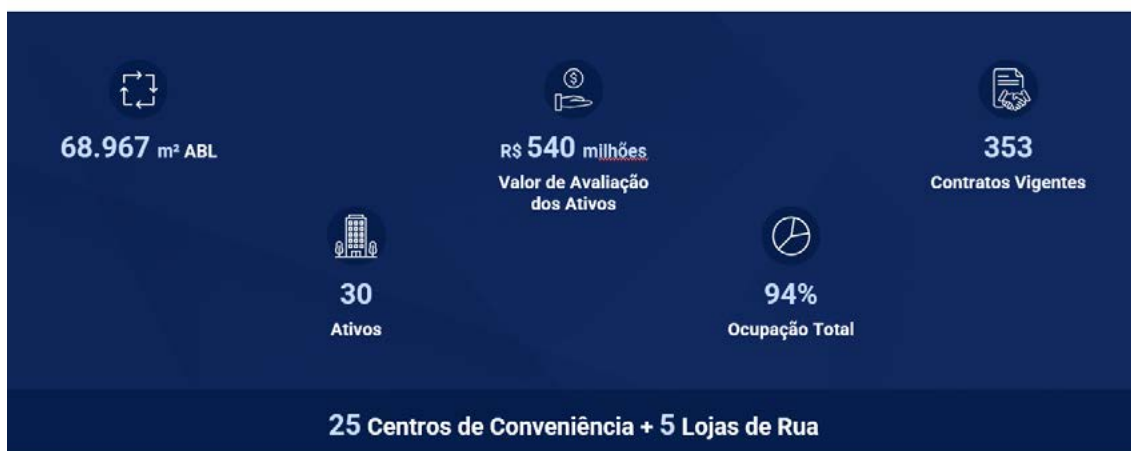 68.967 m² ABL
R$ 540 milhões
Valor de Avaliação
dos Ativos
353
Contratos Vigentes
30
Ativos
94%
Ocupação Total
25 Centros de Conveniência + 5 Lojas de Rua